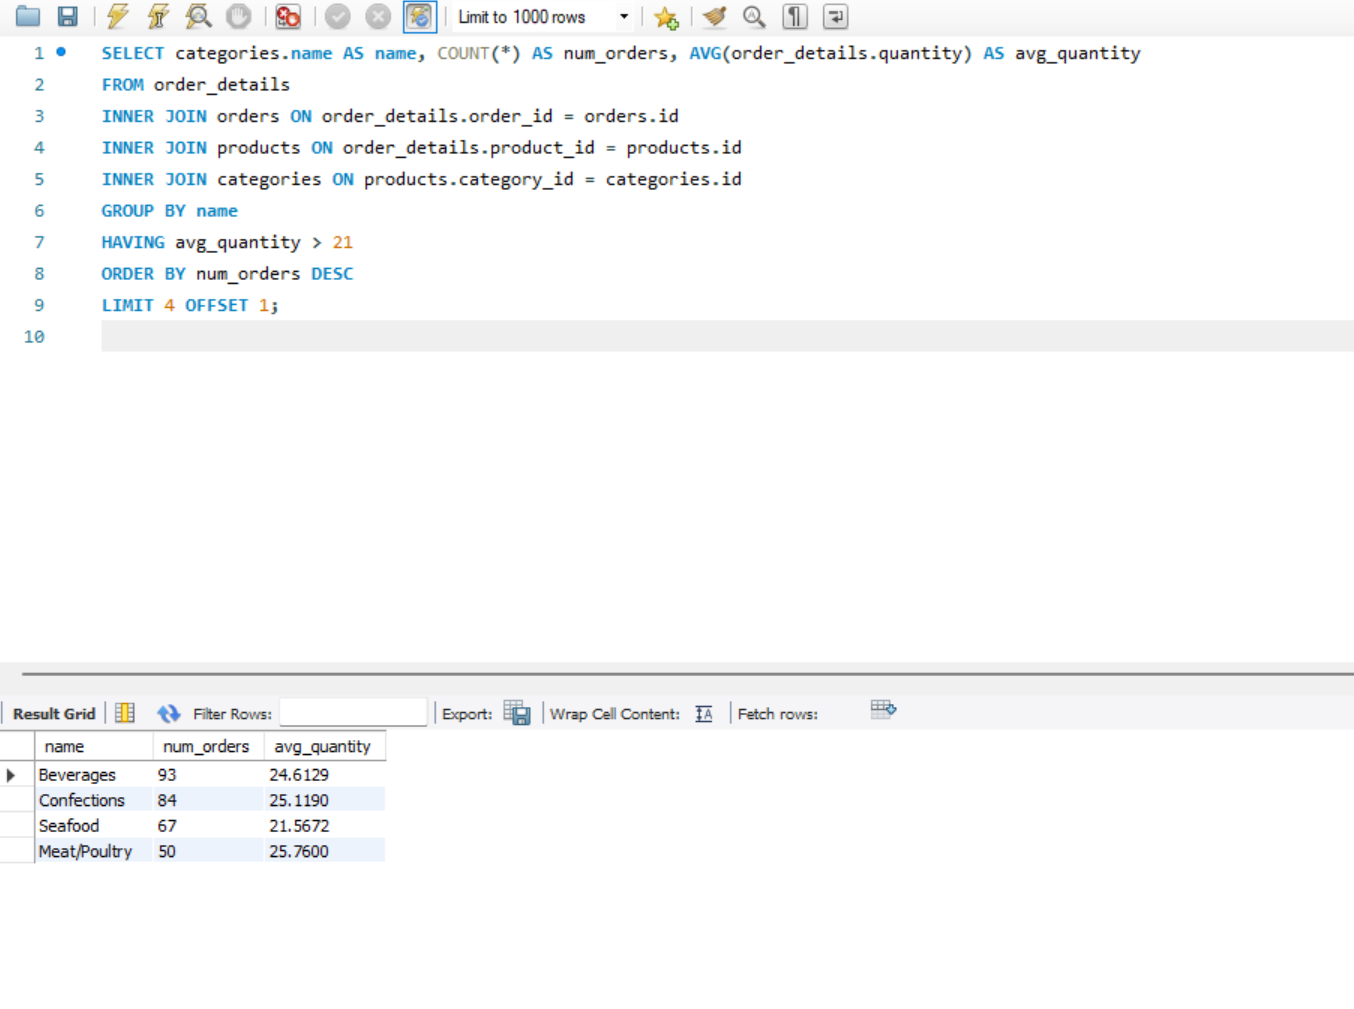 Limit to 1000 rows
1 SELECT categories.name AS name, COUNT(*) AS num_orders, AVG(order_details.quantity) AS avg_quantity
2 FROM order_details
3 INNER JOIN orders ON order_details.order_id = orders.id
4 INNER JOIN products ON order_details.product_id = products.id
5 INNER JOIN categories ON products.category_id = categories.id
6 GROUP BY name
7 HAVING avg_quantity > 21
8 ORDER BY num_orders DESC
9 LIMIT 4 OFFSET 1;
10
Result Grid Filter Rows: Export: Wrap Cell Content: Fetch rows:
name num_orders avg_quantity
Beverages 93 24.6129
Confections 84 25.1190
Seafood 67 21.5672
Meat/Poultry 50 25.7600